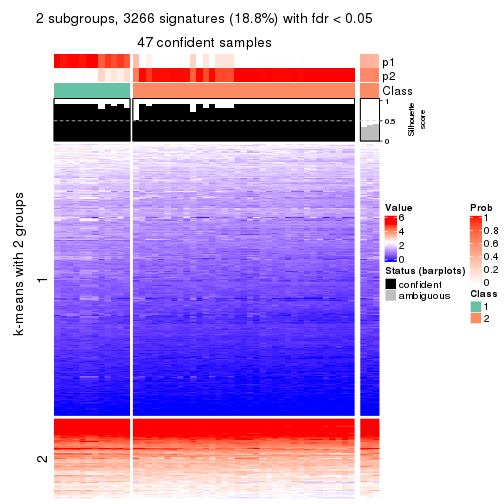 2 subgroups, 3266 signatures (18.8%) with fdr < 0.05
47 confident samples
p1
p2
Class
1
0.5
0
Silhouette
score
k-means with 2 groups
1
2
Value
6
4
2
0
Status (barplots)
confident
ambiguous
Prob
1
0.8
0.6
0.4
0.2
0
Class
1
2